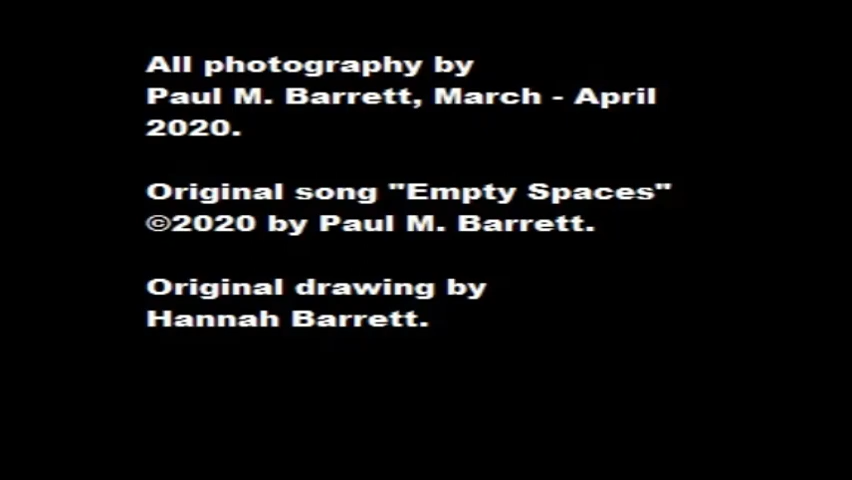 All photography by
Paul M. Barrett, March - April
2020.
Original song "Empty Spaces"
©2020 by Paul M. Barrett.
Original drawing by
Hannah Barrett.